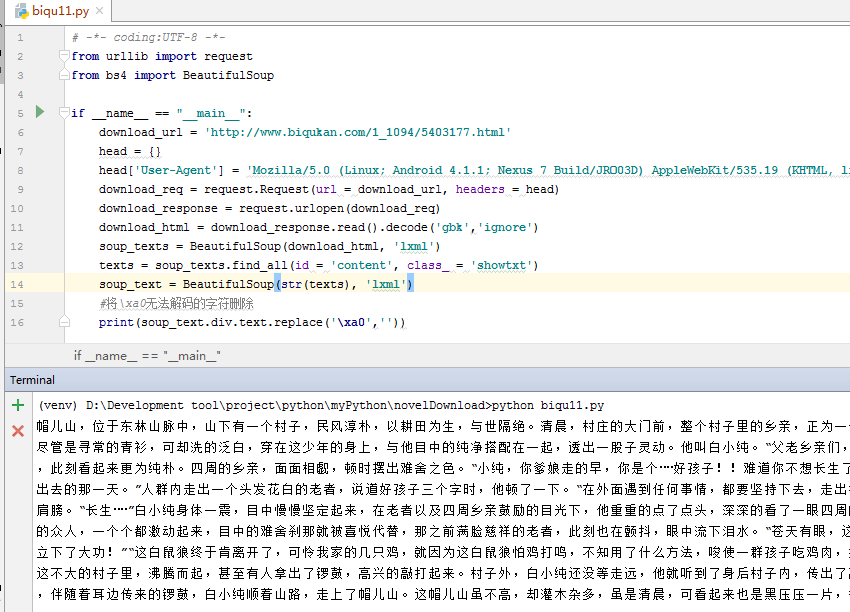 biqu11.py
1 # -*- coding:UTF-8 -*-
2 from urllib import request
3 from bs4 import BeautifulSoup
4
5 if __name__ == "__main__":
6 download_url = 'http://www.biqukan.com/1_1094/5403177.html'
7 head = {}
8 head['User-Agent'] = 'Mozilla/5.0 (Linux; Android 4.1.1; Nexus 7 Build/JRO03D) AppleWebKit/535.19 (KHTML, li
9 download_req = request.Request(url = download_url, headers = head)
10 download_response = request.urlopen(download_req)
11 download_html = download_response.read().decode('gbk','ignore')
12 soup_texts = BeautifulSoup(download_html, 'lxml')
13 texts = soup_texts.find_all(id = 'content', class_ = 'showtxt')
14 soup_text = BeautifulSoup(str(texts), 'lxml')
15 #将\xa0无法解码的字符删除
16 print(soup_text.div.text.replace('\xa0',''))
if __name__ == "__main__"
Terminal
(venv) D:\Development tool\project\python\myPython\novelDownload>python biqu11.py
帽儿山，位于东林山脉中，山下有一个村子，民风淳朴，以耕田为生，与世隔绝。清晨，村庄的大门前，整个村子里的乡亲，正为一
尽管是寻常的青衫，可却洗的泛白，穿在这少年的身上，与他目中的纯净搭配在一起，透出一股子灵动。他叫白小纯。“父老乡亲们，
，此刻看起来更为纯朴。四周的乡亲，面面相觑，顿时摆出难舍之色。“小纯，你爹娘走的早，你是个……好孩子！！难道你不想长生了
出去的那一天。”人群内走出一个头发花白的老者，说道好孩子三个字时，他顿了一下。“在外面遇到任何事情，都要坚持下去，走出
肩膀。“长生……”白小纯身体一震，目中慢慢坚定起来，在老者以及四周乡亲鼓励的目光下，他重重的点了点头，深深的看了一眼四周
的众人，一个个都激动起来，目中的难舍刹那就被喜悦代替，那之前满脸慈祥的老者，此刻也在颤抖，眼中流下泪水。“苍天有眼，这
立下了大功！”“这白鼠狼终于肯离开了，可怜我家的几只鸡，就因为这白鼠狼怕鸡打鸣，不知用了什么方法，唆使一群孩子吃鸡肉，
这不大的村子里，沸腾而起，甚至有人拿出了锣鼓，高兴的敲打起来。村子外，白小纯还没等走远，他就听到了身后村子内，传出了
，伴随着耳边传来的锣鼓，白小纯顺着山路，走上了帽儿山。这帽儿山虽不高，却灌木杂多，虽是清晨，可看起来也是黑压压一片，